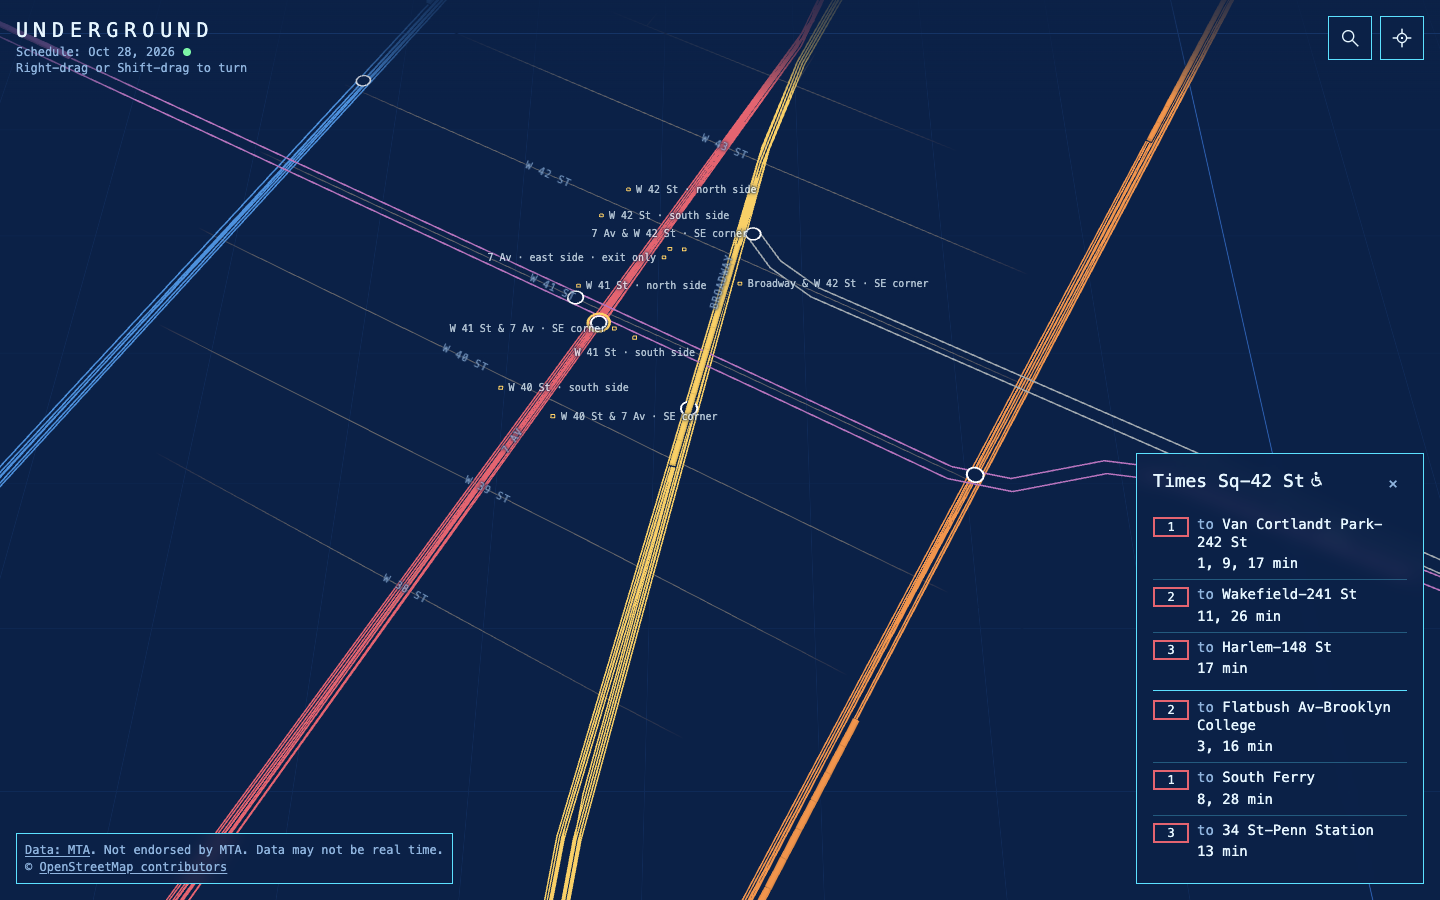 UNDERGROUND
Schedule: Oct 28, 2026
Right-drag or Shift-drag to turn
W 43 ST
W 42 ST
W 42 St · north side
W 42 St · south side
7 Av & W 42 St · SE corner
7 Av · east side · exit only
W 41 ST
W 41 St · north side
BROADWAY
Broadway & W 42 St · SE corner
W 41 St & 7 Av · SE corner
W 41 St · south side
W 40 ST
W 40 St · south side
W 40 St & 7 Av · SE corner
7 AV
W 39 ST
W 38 ST
Times Sq-42 St
×
1 to Van Cortlandt Park-
242 St
1, 9, 17 min
2 to Wakefield-241 St
11, 26 min
3 to Harlem-148 St
17 min
2 to Flatbush Av-Brooklyn
College
3, 16 min
1 to South Ferry
8, 28 min
3 to 34 St-Penn Station
13 min
Data: MTA. Not endorsed by MTA. Data may not be real time.
© OpenStreetMap contributors